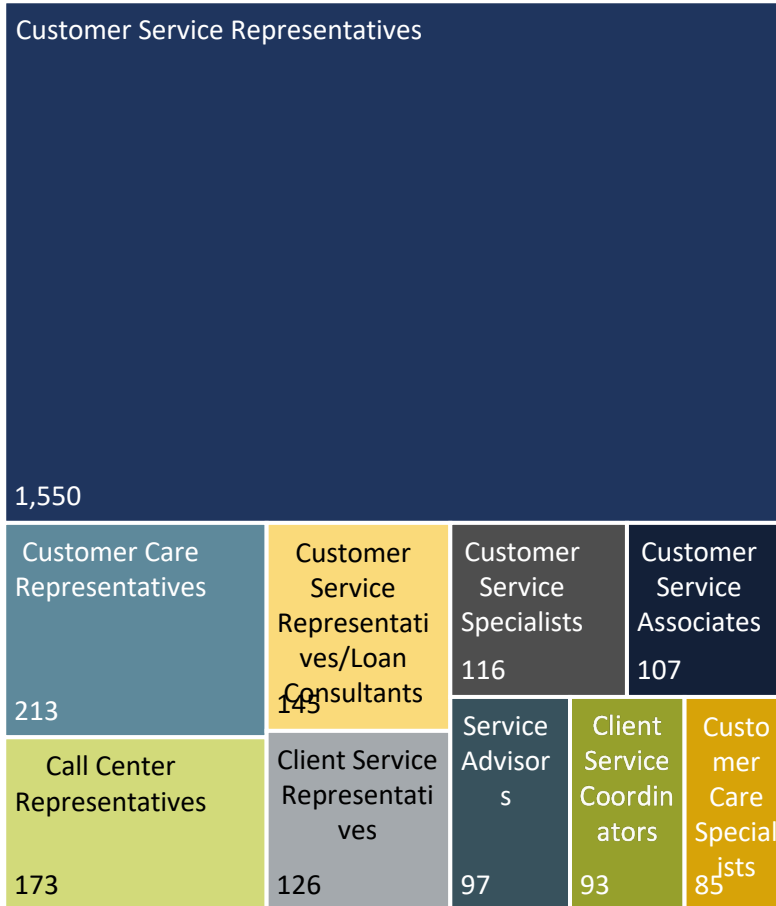 Customer Service Representatives
1,550
Customer Care
Representatives
213
Customer
Service
Representati
ves/Loan
Consultants
145
Customer
Service
Specialists
116
Customer
Service
Associates
107
Call Center
Representatives
173
Client Service
Representati
ves
126
Service
Advisor
s
97
Client
Service
Coordin
ators
93
Custo
mer
Care
Special
ists
85